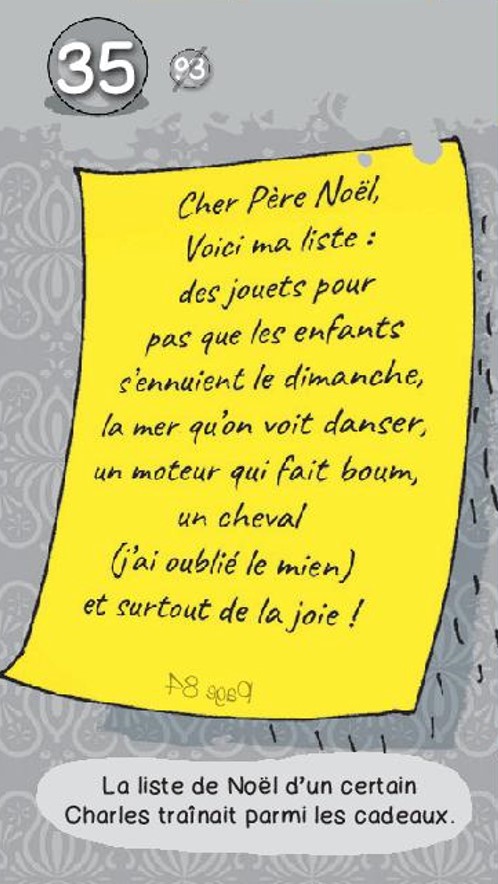 35 93
Cher Père Noël,
Voici ma liste :
des jouets pour
pas que les enfants
s'ennuient le dimanche,
la mer qu'on voit danser,
un moteur qui fait boum,
un cheval
(j'ai oublié le mien)
et surtout de la joie !
Page 84
La liste de Noël d'un certain
Charles traînait parmi les cadeaux.